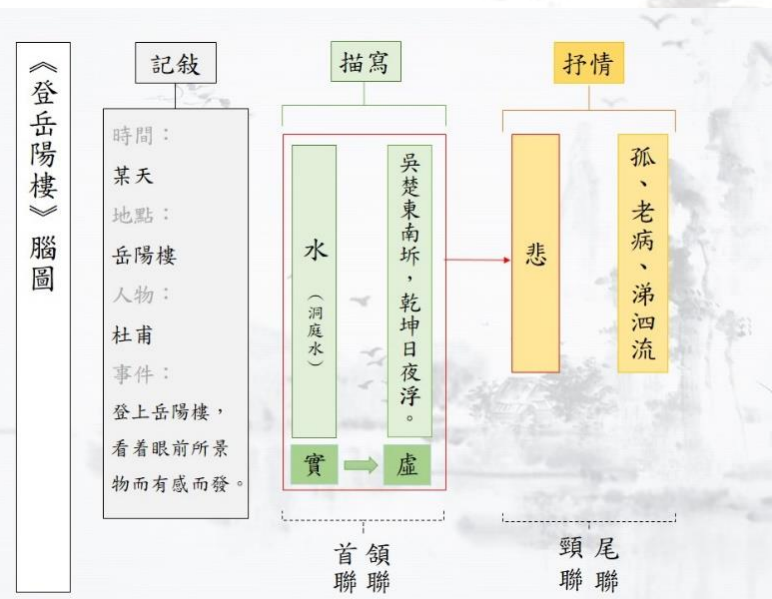 《登岳陽樓》腦圖
記敍
時間：
某天
地點：
岳陽樓
人物：
杜甫
事件：
登上岳陽樓，
看着眼前所景
物而有感而發。
描寫
水（洞庭水）
吳楚東南坼，乾坤日夜浮。
實
虛
首聯
頷聯
抒情
悲
孤、老病、涕泗流
頸聯
尾聯